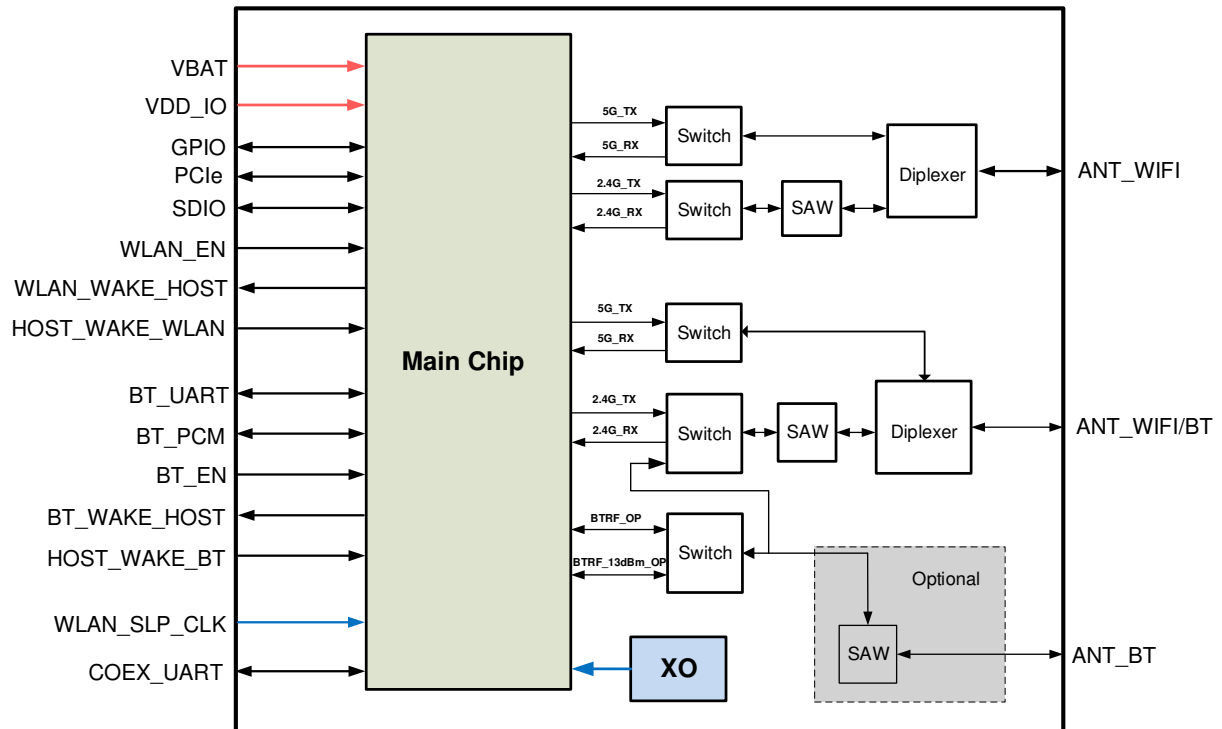 VBAT
VDD_IO
GPIO
PCIe
SDIO
WLAN_EN
WLAN_WAKE_HOST
HOST_WAKE_WLAN
BT_UART
BT_PCM
BT_EN
BT_WAKE_HOST
HOST_WAKE_BT
WLAN_SLP_CLK
COEX_UART
Main Chip
5G_TX
5G_RX
Switch
2.4G_TX
2.4G_RX
Switch
SAW
Diplexer
ANT_WIFI
5G_TX
5G_RX
Switch
2.4G_TX
2.4G_RX
Switch
SAW
Diplexer
ANT_WIFI/BT
BTRF_OP
BTRF_13dBm_OP
Switch
Optional
SAW
ANT_BT
XO